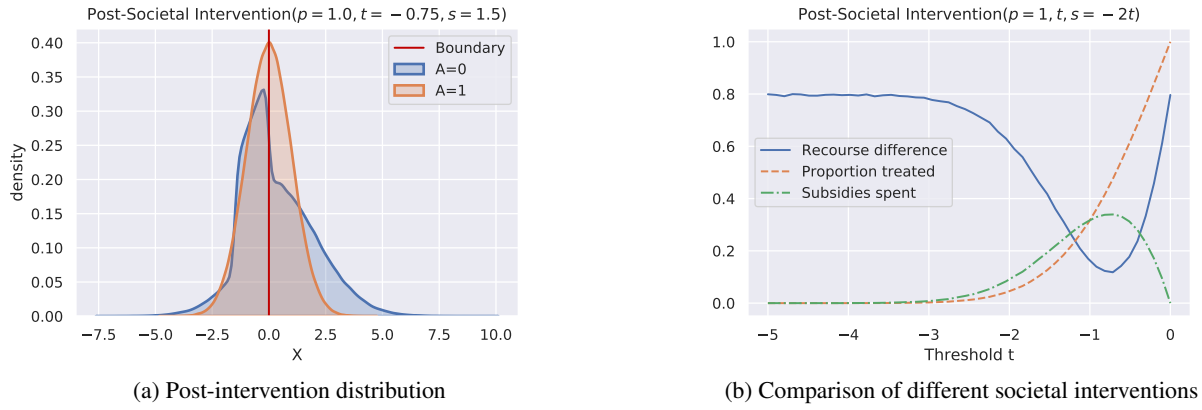 Post-Societal Intervention(p = 1.0, t = − 0.75, s = 1.5)
density
0.40
0.35
0.30
0.25
0.20
0.15
0.10
0.05
0.00
Boundary
A=0
A=1
−7.5 −5.0 −2.5 0.0 2.5 5.0 7.5 10.0
X
(a) Post-intervention distribution
Post-Societal Intervention(p = 1, t, s = − 2t)
1.0
0.8
0.6
0.4
0.2
0.0
Recourse difference
Proportion treated
Subsidies spent
−5 −4 −3 −2 −1 0
Threshold t
(b) Comparison of different societal interventions